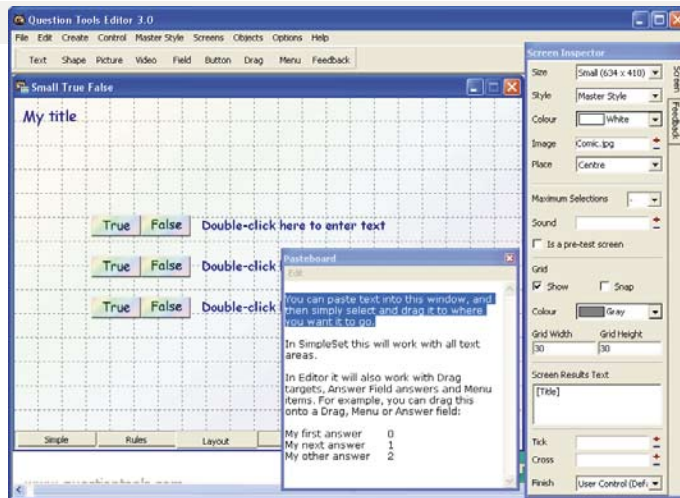 Question Tools Editor 3.0
File Edit Create Control Master Style Screens Objects Options Help
Text Shape Picture Video Field Button Drag Menu Feedback
Small True False
My title
True False Double-click here to enter text
True False Double-click
True False Double-click
Simple Rules Layout
Pasteboard
Edit
You can paste text into this window, and
then simply select and drag it to where
you want it to go.
In SimpleSet this will work with all text
areas.
In Editor it will also work with Drag
targets, Answer Field answers and Menu
items. For example, you can drag this
onto a Drag, Menu or Answer field:
My first answer 0
My next answer 1
My other answer 2
Screen Inspector
Size Small (634 x 410)
Style Master Style
Colour White
Image Comic.jpg
Place Centre
Maximum Selections -
Sound
Is a pre-test screen
Grid
Show Snap
Colour Gray
Grid Width Grid Height
30 30
Screen Results Text
[Title]
Tick
Cross
Finish User Control (Def
Screen
Feedback